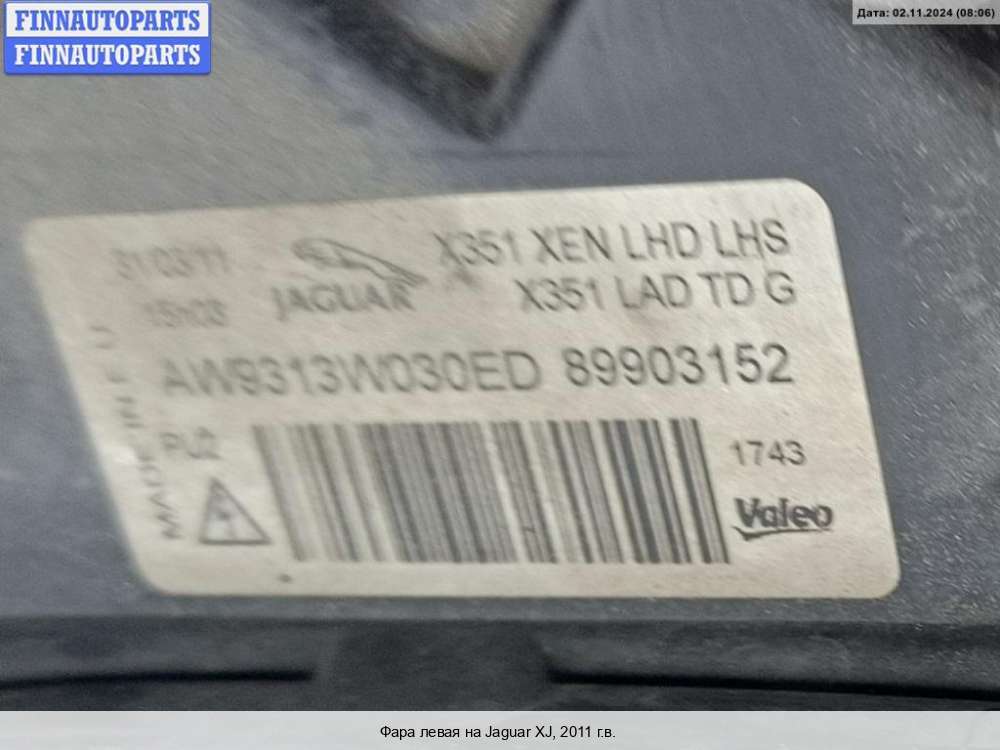 FINNAUTOPARTS
FINNAUTOPARTS
Дата: 02.11.2024 (08:06)
31/03/11
X351 XEN LHD LHS
15h03
JAGUAR
X351 LAD TD G
AW9313W030ED 89903152
MADE IN E U
PU2
1743
Valeo
Фара левая на Jaguar XJ, 2011 г.в.